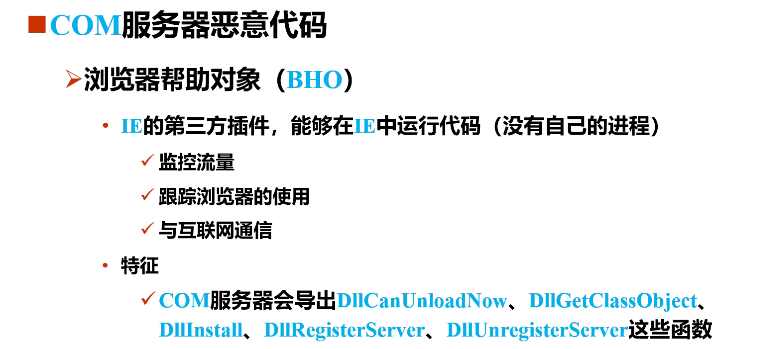 COM服务器恶意代码
浏览器帮助对象（BHO）
IE的第三方插件，能够在IE中运行代码（没有自己的进程）
监控流量
跟踪浏览器的使用
与互联网通信
特征
COM服务器会导出DllCanUnloadNow、DllGetClassObject、
DllInstall、DllRegisterServer、DllUnregisterServer这些函数